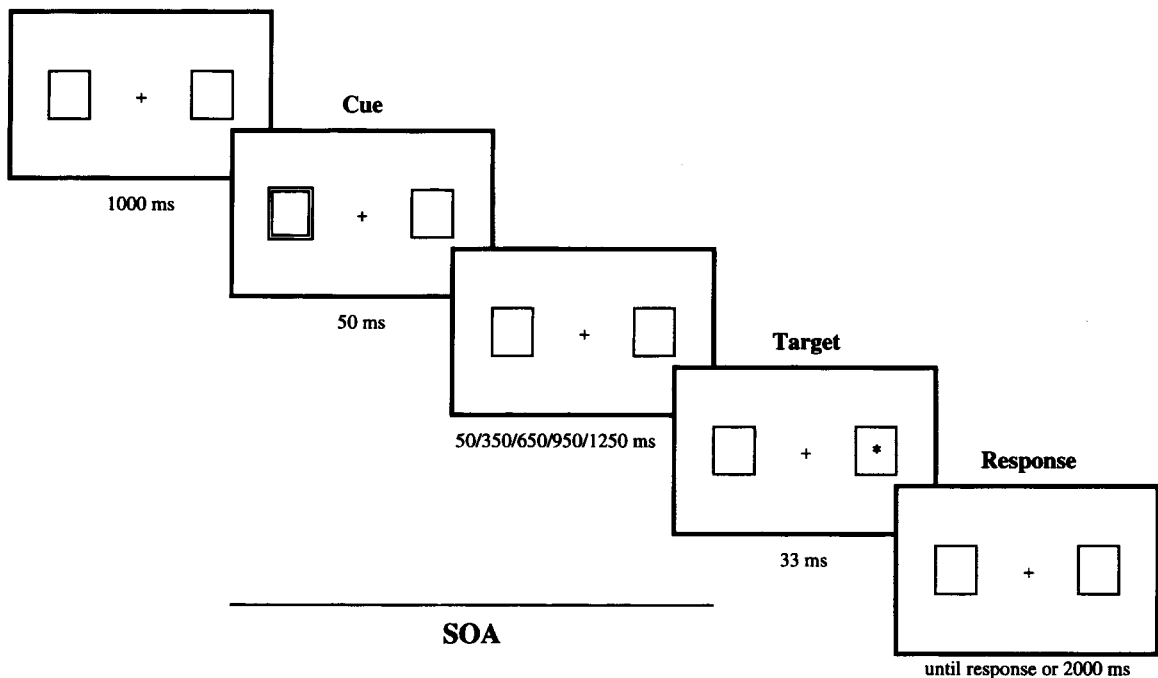 Cue
1000 ms
50 ms
Target
50/350/650/950/1250 ms
Response
33 ms
SOA
until response or 2000 ms